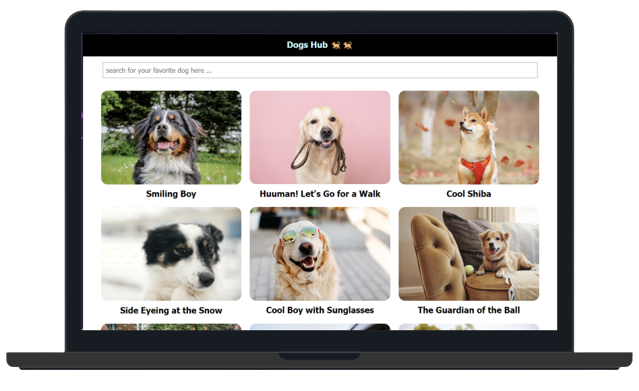 Dogs Hub 🐕 🐕
search for your favorite dog here ...
Smiling Boy
Huuman! Let's Go for a Walk
Cool Shiba
Side Eyeing at the Snow
Cool Boy with Sunglasses
The Guardian of the Ball